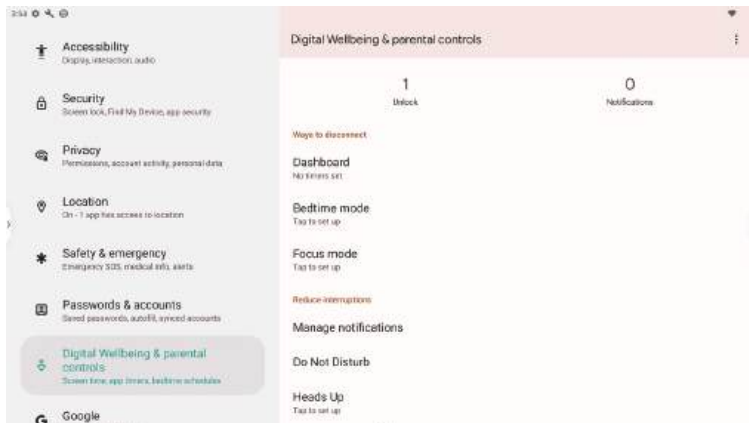 2:53
Accessibility
Display, interaction, audio
Security
Screen lock, Find My Device, app security
Privacy
Permissions, account activity, personal data
Location
On - 1 app has access to location
Safety & emergency
Emergency SOS, medical info, alerts
Passwords & accounts
Saved passwords, autofill, synced accounts
Digital Wellbeing & parental
controls
Screen time, app timers, bedtime schedules
Google
Digital Wellbeing & parental controls
1
Unlock
0
Notifications
Ways to disconnect
Dashboard
No timers set
Bedtime mode
Tap to set up
Focus mode
Tap to set up
Reduce interruptions
Manage notifications
Do Not Disturb
Heads Up
Tap to set up